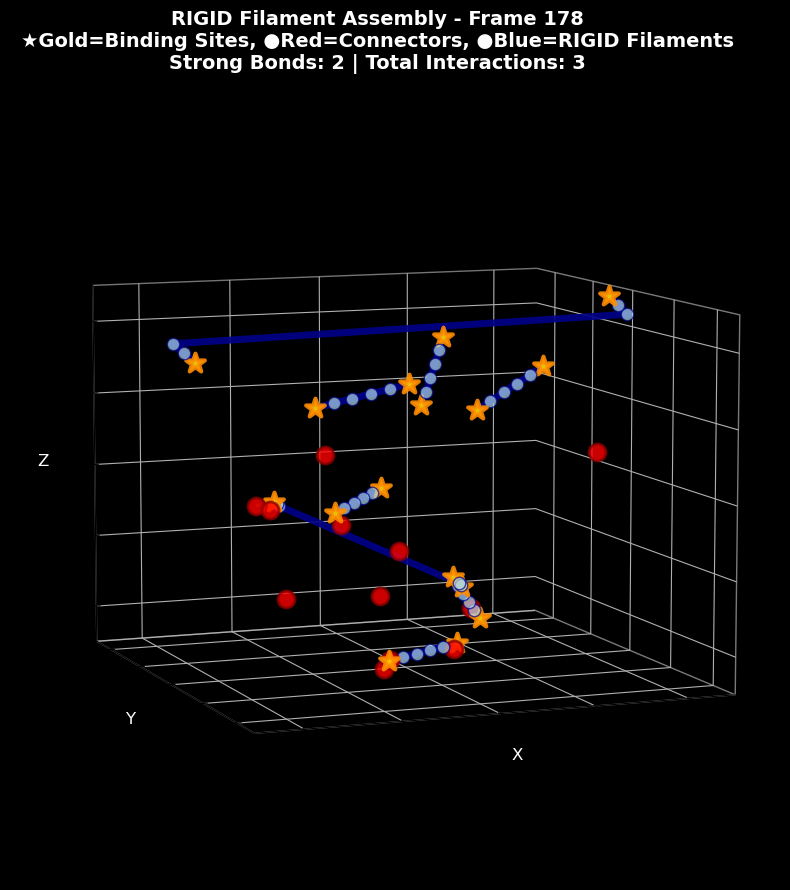 RIGID Filament Assembly - Frame 178
★Gold=Binding Sites, ●Red=Connectors, ●Blue=RIGID Filaments
Strong Bonds: 2 | Total Interactions: 3
Z
Y
X